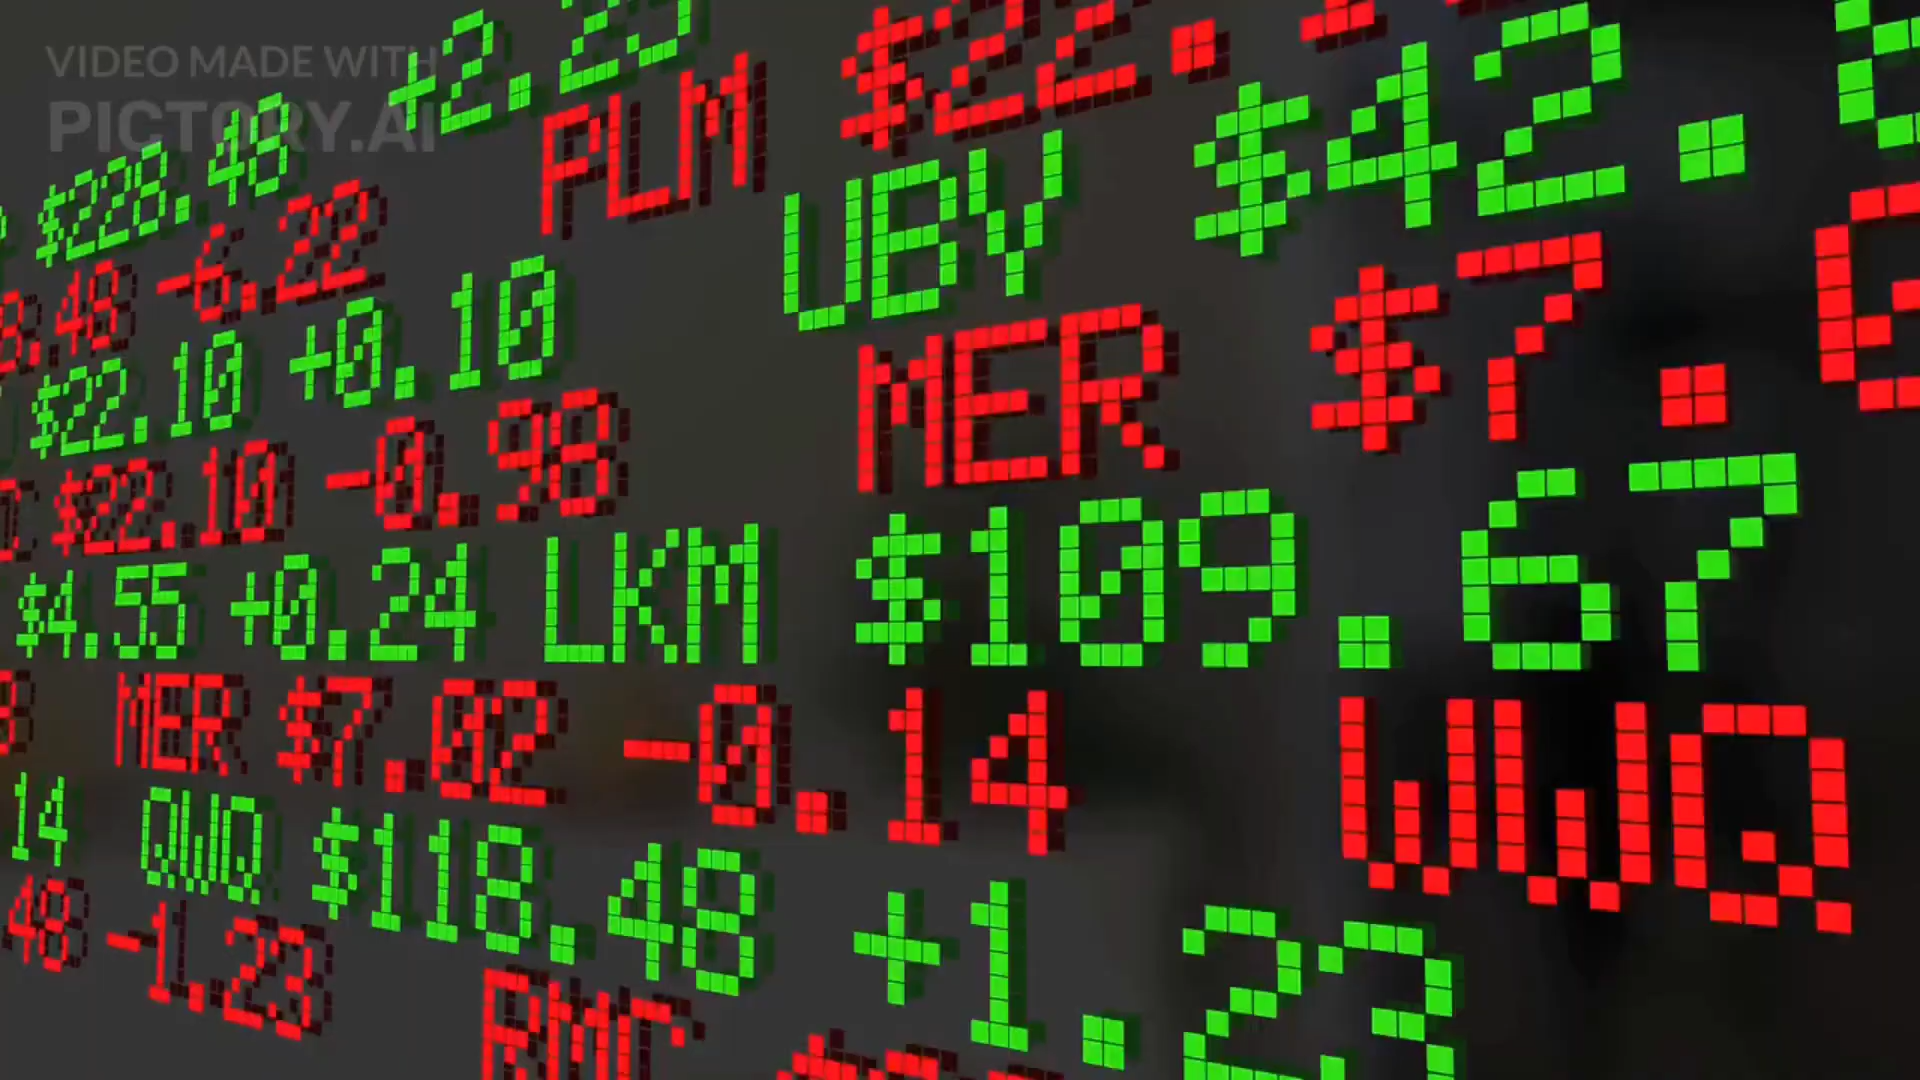 VIDEO MADE WITH
PICTORY.AI
$228.48 +2.23
-6.22 PLM $22.
$22.10 +0.10 UBV $42.
$22.10 -0.98 MER $7.
$4.55 +0.24 LKM $109.67
MER $7.02 -0.14 WWQ
14 QWQ $118.48 +1.23
48 -1.23